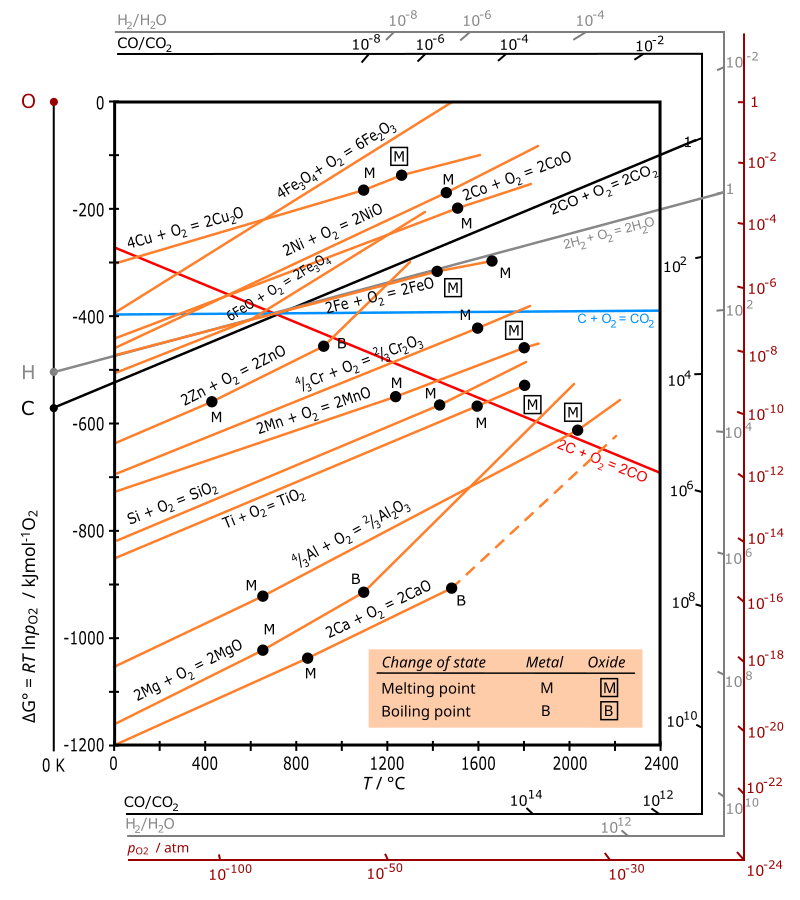 H₂/H₂O 10⁻⁸ 10⁻⁶ 10⁻⁴
CO/CO₂ 10⁻⁸ 10⁻⁶ 10⁻⁴ 10⁻²
10⁻²
O 0 1
4Fe₃O₄+ O₂ = 6Fe₂O₃
M
1
10⁻²
2Co + O₂ = 2CoO
M
M
2CO + O₂ = 2CO₂
1
-200
4Cu + O₂ = 2Cu₂O
2Ni + O₂ = 2NiO
M
2H₂ + O₂ = 2H₂O
10⁻⁴
6FeO + O₂ = 2Fe₃O₄
2Fe + O₂ = 2FeO
M
M
10²
10⁻⁶
-400
M
M
C + O₂ = CO₂
10²
B
10⁻⁸
H
2Zn + O₂ = 2ZnO
⁴/₃Cr + O₂ = ²/₃Cr₂O₃
10⁴
C
M
2Mn + O₂ = 2MnO
M
M
M
M
M
10⁻¹⁰
-600
10⁴
2C + O₂ = 2CO
10⁻¹²
Si + O₂ = SiO₂
Ti + O₂ = TiO₂
10⁶
-800
⁴/₃Al + O₂ = ²/₃Al₂O₃
10⁻¹⁴
10⁶
M
B
B
10⁸
10⁻¹⁶
2Ca + O₂ = 2CaO
-1000
M
2Mg + O₂ = 2MgO
M
10⁻¹⁸
10⁸
ΔG° = RT lnpO2 / kJmol⁻¹O₂
Change of state Metal Oxide
Melting point M M
Boiling point B B
10¹⁰
10⁻²⁰
-1200
0 K 0 400 800 1200 1600 2000 2400
T / °C
10⁻²²
CO/CO₂ 10¹⁴ 10¹²
10¹⁰
H₂/H₂O 10¹²
pO2 / atm
10⁻¹⁰⁰ 10⁻⁵⁰ 10⁻³⁰ 10⁻²⁴